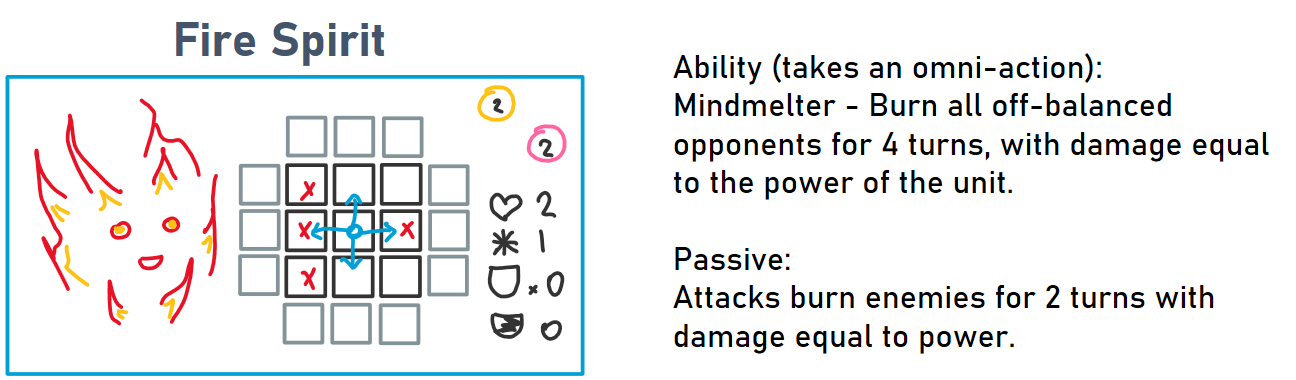 Fire Spirit
2
2
2
1
x 0
0
x
x
x
x
Ability (takes an omni-action):
Mindmelter - Burn all off-balanced
opponents for 4 turns, with damage equal
to the power of the unit.
Passive:
Attacks burn enemies for 2 turns with
damage equal to power.